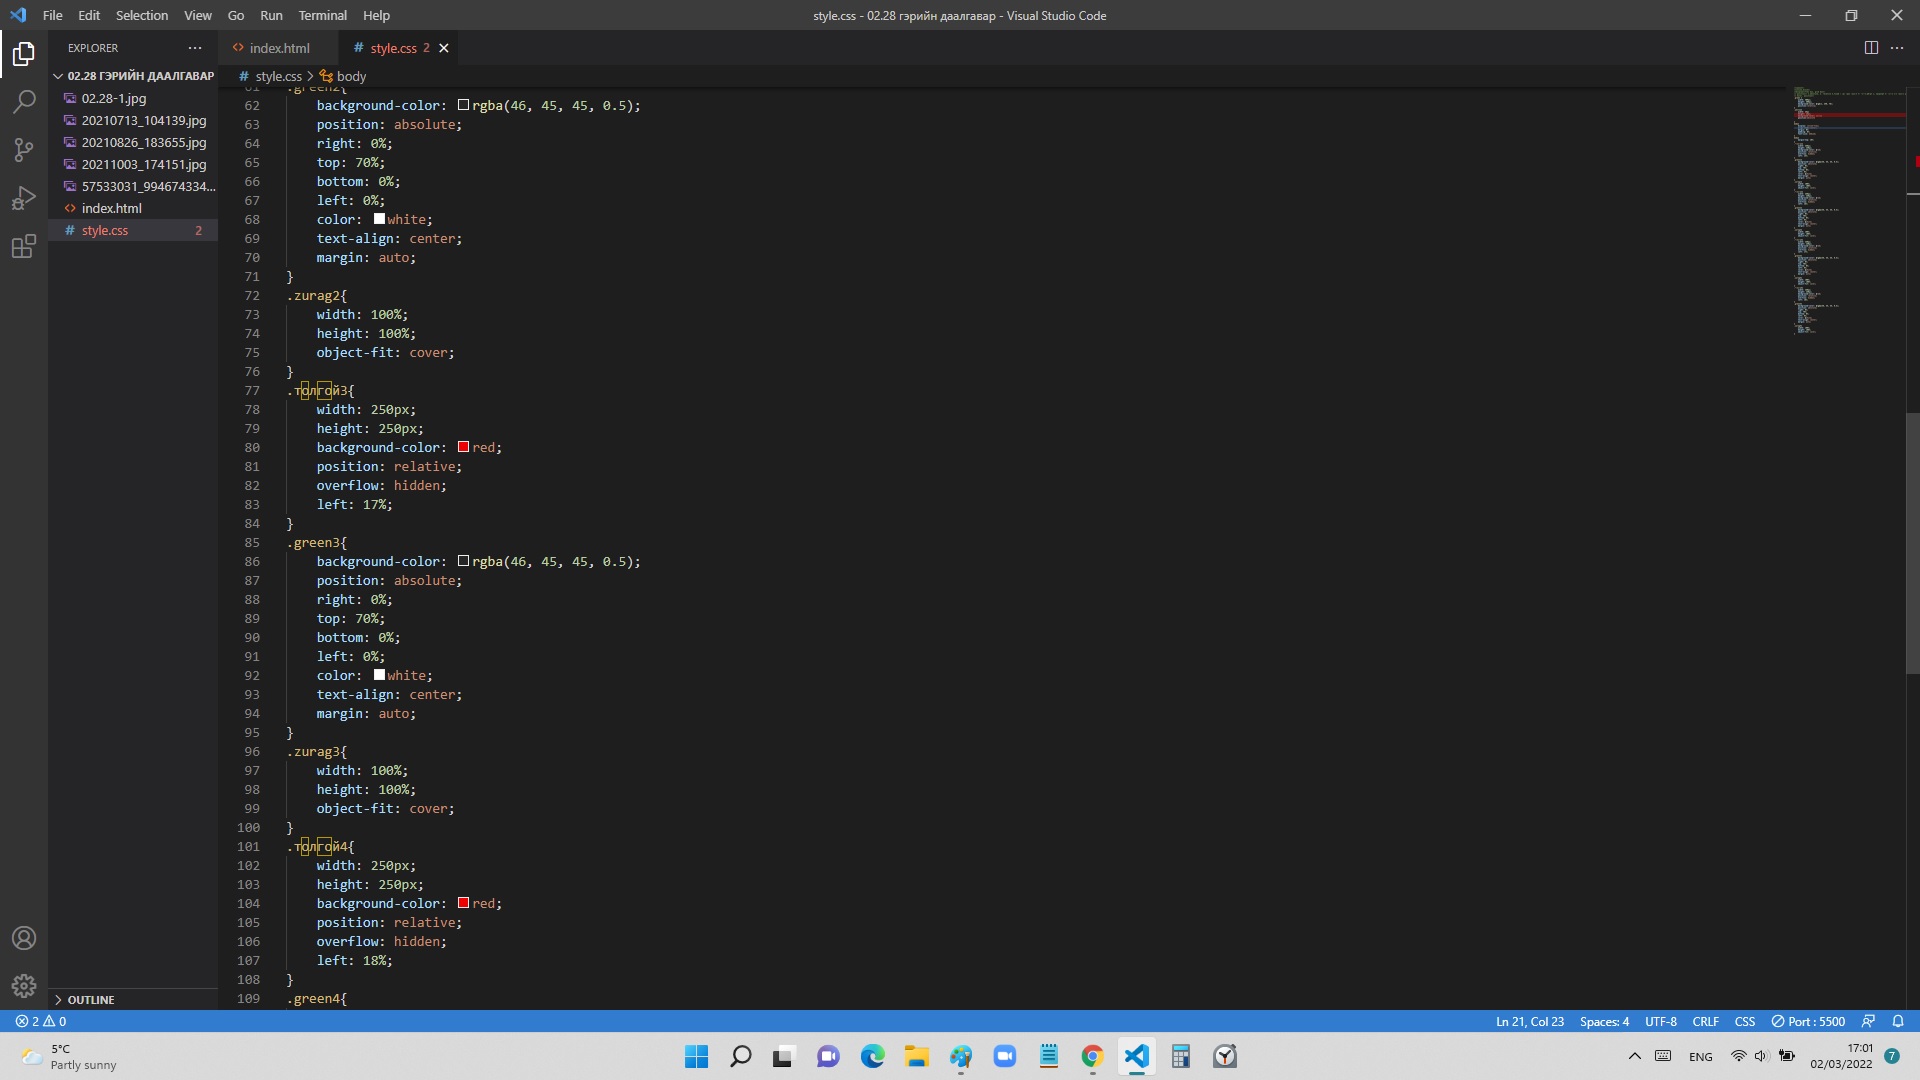 File Edit Selection View Go Run Terminal Help
style.css - 02.28 гэрийн даалгавар - Visual Studio Code
EXPLORER
02.28 ГЭРИЙН ДААЛГАВАР
02.28-1.jpg
20210713_104139.jpg
20210826_183655.jpg
20211003_174151.jpg
57533031_994674334...
index.html
style.css 2
OUTLINE
index.html
style.css 2
style.css > body
61 .green2{
62 background-color: rgba(46, 45, 45, 0.5);
63 position: absolute;
64 right: 0%;
65 top: 70%;
66 bottom: 0%;
67 left: 0%;
68 color: white;
69 text-align: center;
70 margin: auto;
71 }
72 .zurag2{
73 width: 100%;
74 height: 100%;
75 object-fit: cover;
76 }
77 .толгой3{
78 width: 250px;
79 height: 250px;
80 background-color: red;
81 position: relative;
82 overflow: hidden;
83 left: 17%;
84 }
85 .green3{
86 background-color: rgba(46, 45, 45, 0.5);
87 position: absolute;
88 right: 0%;
89 top: 70%;
90 bottom: 0%;
91 left: 0%;
92 color: white;
93 text-align: center;
94 margin: auto;
95 }
96 .zurag3{
97 width: 100%;
98 height: 100%;
99 object-fit: cover;
100 }
101 .толгой4{
102 width: 250px;
103 height: 250px;
104 background-color: red;
105 position: relative;
106 overflow: hidden;
107 left: 18%;
108 }
109 .green4{
2 0
Ln 21, Col 23 Spaces: 4 UTF-8 CRLF CSS Port : 5500
5°C
Partly sunny
ENG
17:01
02/03/2022
7